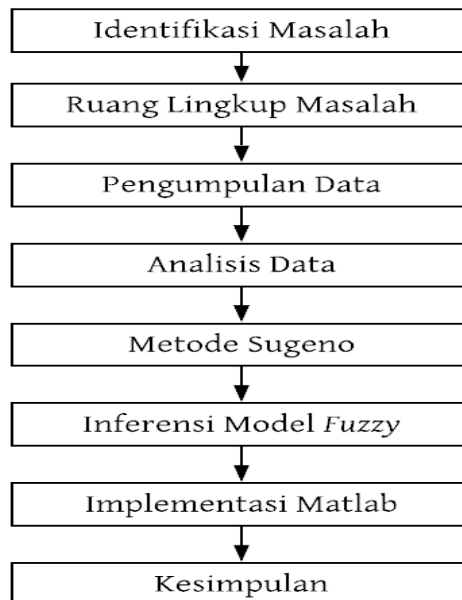 Identifikasi Masalah
Ruang Lingkup Masalah
Pengumpulan Data
Analisis Data
Metode Sugeno
Inferensi Model Fuzzy
Implementasi Matlab
Kesimpulan